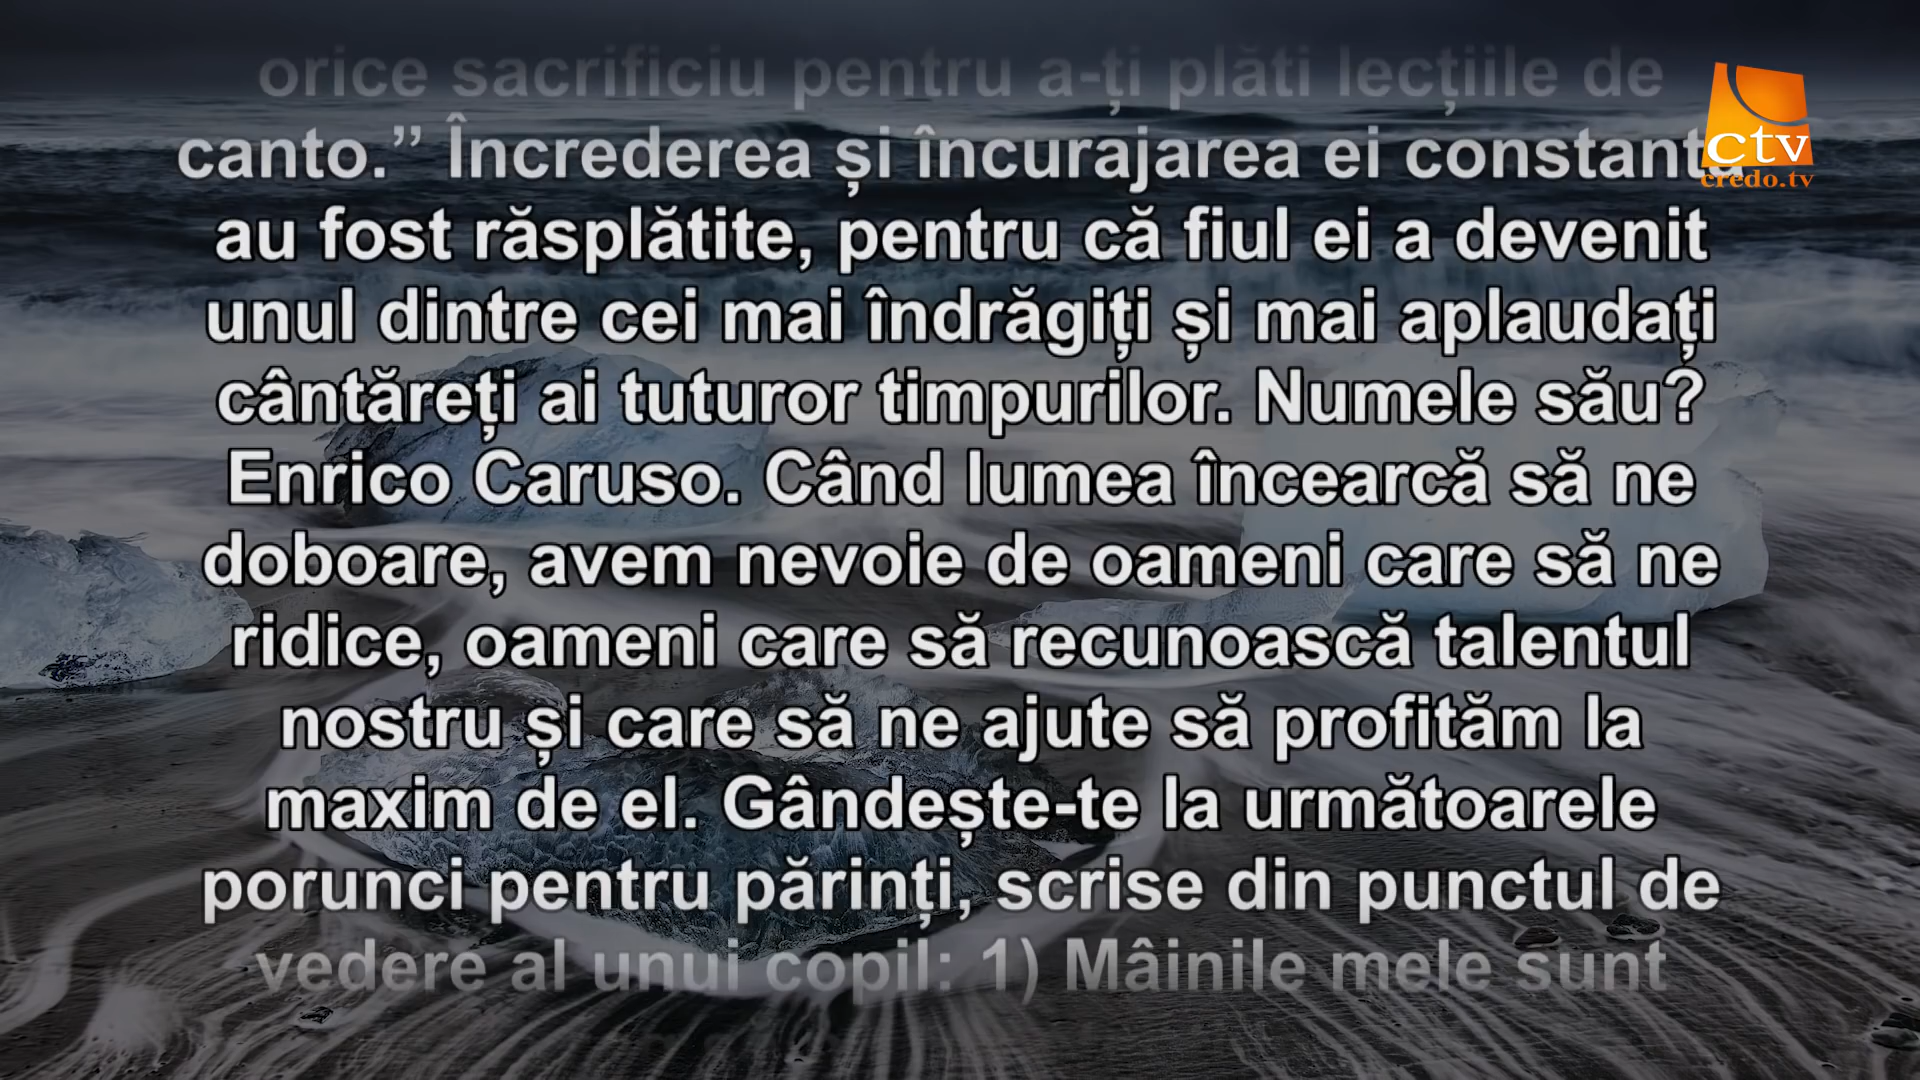 orice sacrificiu pentru a-ți plăti lecțiile de
canto.” Încrederea și încurajarea ei constantă
au fost răsplătite, pentru că fiul ei a devenit
unul dintre cei mai îndrăgiți și mai aplaudați
cântăreți ai tuturor timpurilor. Numele său?
Enrico Caruso. Când lumea încearcă să ne
doboare, avem nevoie de oameni care să ne
ridice, oameni care să recunoască talentul
nostru și care să ne ajute să profităm la
maxim de el. Gândește-te la următoarele
porunci pentru părinți, scrise din punctul de
vedere al unui copil: 1) Mâinile mele sunt
ctv
credo.tv